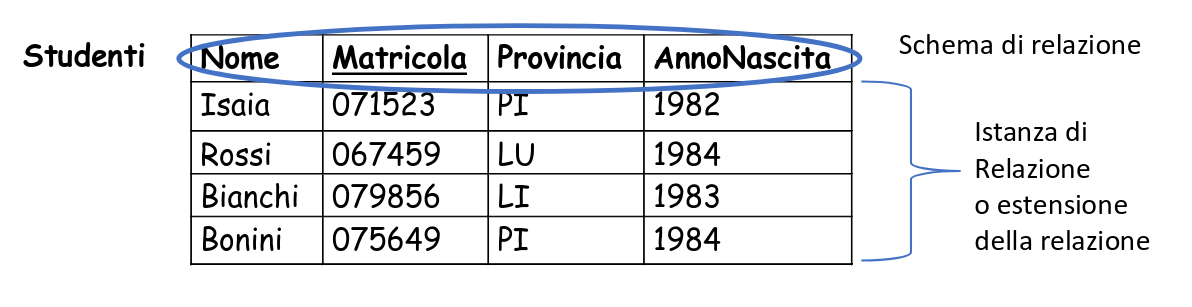 Studenti
Nome Matricola Provincia AnnoNascita
Schema di relazione
Isaia 071523 PI 1982
Rossi 067459 LU 1984
Bianchi 079856 LI 1983
Bonini 075649 PI 1984
Istanza di
Relazione
o estensione
della relazione